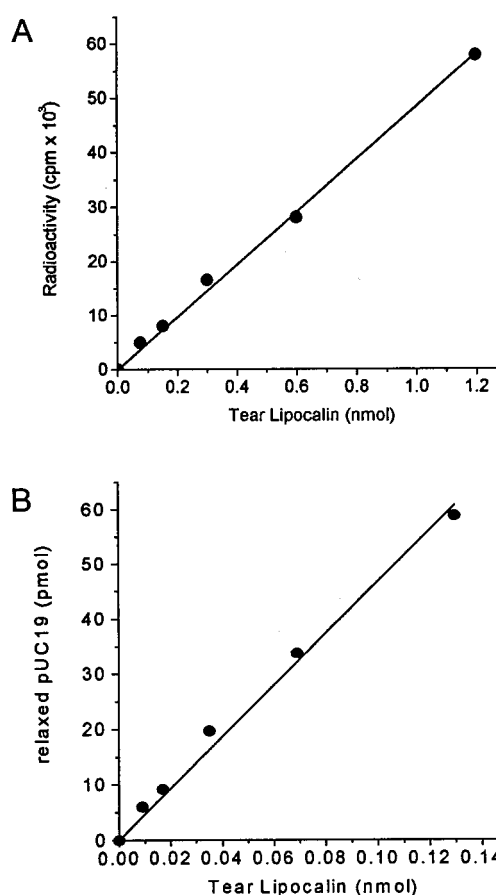 A
Radioactivity (cpm x 10³)
60
50
40
30
20
10
0
0.0 0.2 0.4 0.6 0.8 1.0 1.2
Tear Lipocalin (nmol)
B
relaxed pUC19 (pmol)
60
50
40
30
20
10
0
0.00 0.02 0.04 0.06 0.08 0.10 0.12 0.14
Tear Lipocalin (nmol)